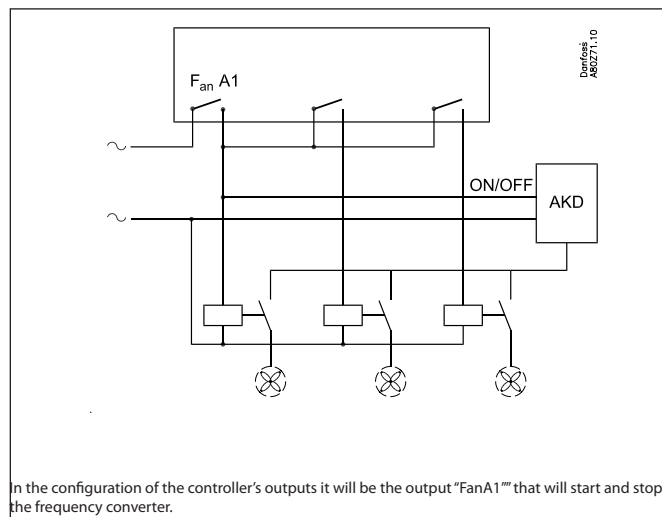 Danfoss
A80Z71.10
Fan A1
ON/OFF
AKD
In the configuration of the controller's outputs it will be the output “FanA1”” that will start and stop
the frequency converter.